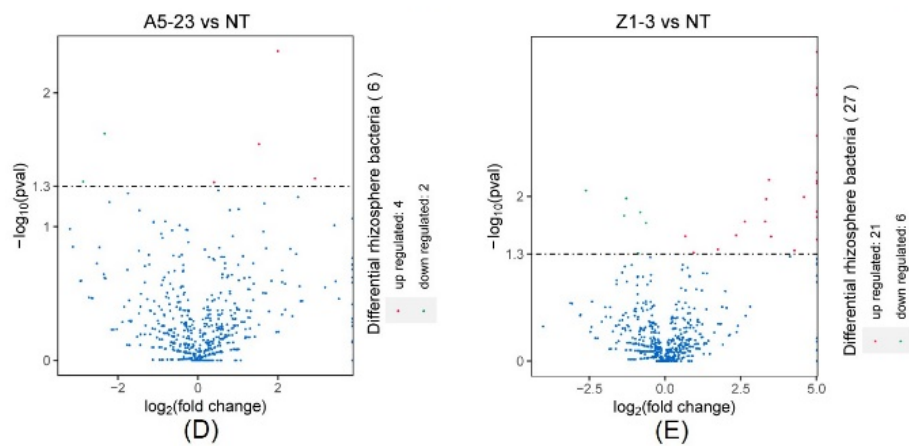 A5-23 vs NT
2
1.3
1
0
−log10(pval)
−2
0
2
log2(fold change)
(D)
Differential rhizosphere bacteria ( 6 )
up regulated: 4
down regulated: 2
Z1-3 vs NT
2
1.3
0
−log10(pval)
−2.5
0.0
2.5
5.0
log2(fold change)
(E)
Differential rhizosphere bacteria ( 27 )
up regulated: 21
down regulated: 6